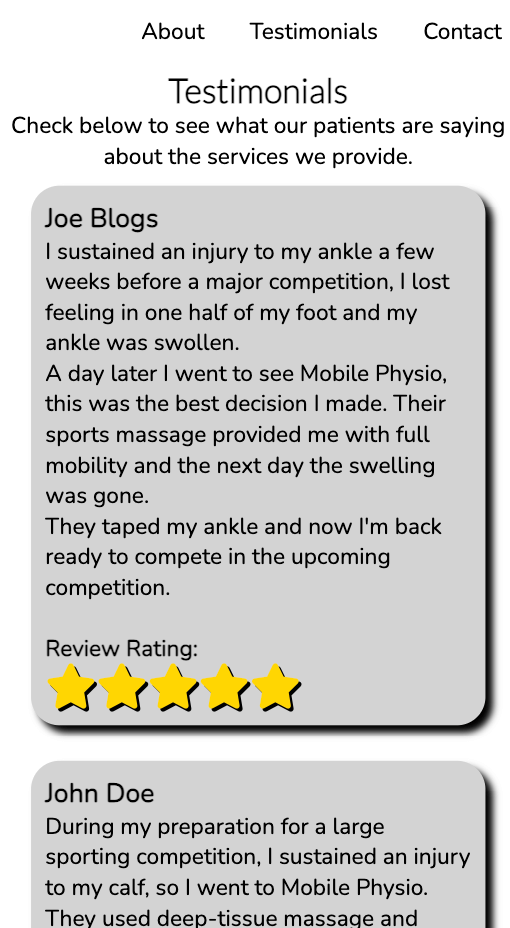 About Testimonials Contact
Testimonials
Check below to see what our patients are saying
about the services we provide.
Joe Blogs
I sustained an injury to my ankle a few
weeks before a major competition, I lost
feeling in one half of my foot and my
ankle was swollen.
A day later I went to see Mobile Physio,
this was the best decision I made. Their
sports massage provided me with full
mobility and the next day the swelling
was gone.
They taped my ankle and now I'm back
ready to compete in the upcoming
competition.
Review Rating:
John Doe
During my preparation for a large
sporting competition, I sustained an injury
to my calf, so I went to Mobile Physio.
They used deep-tissue massage and